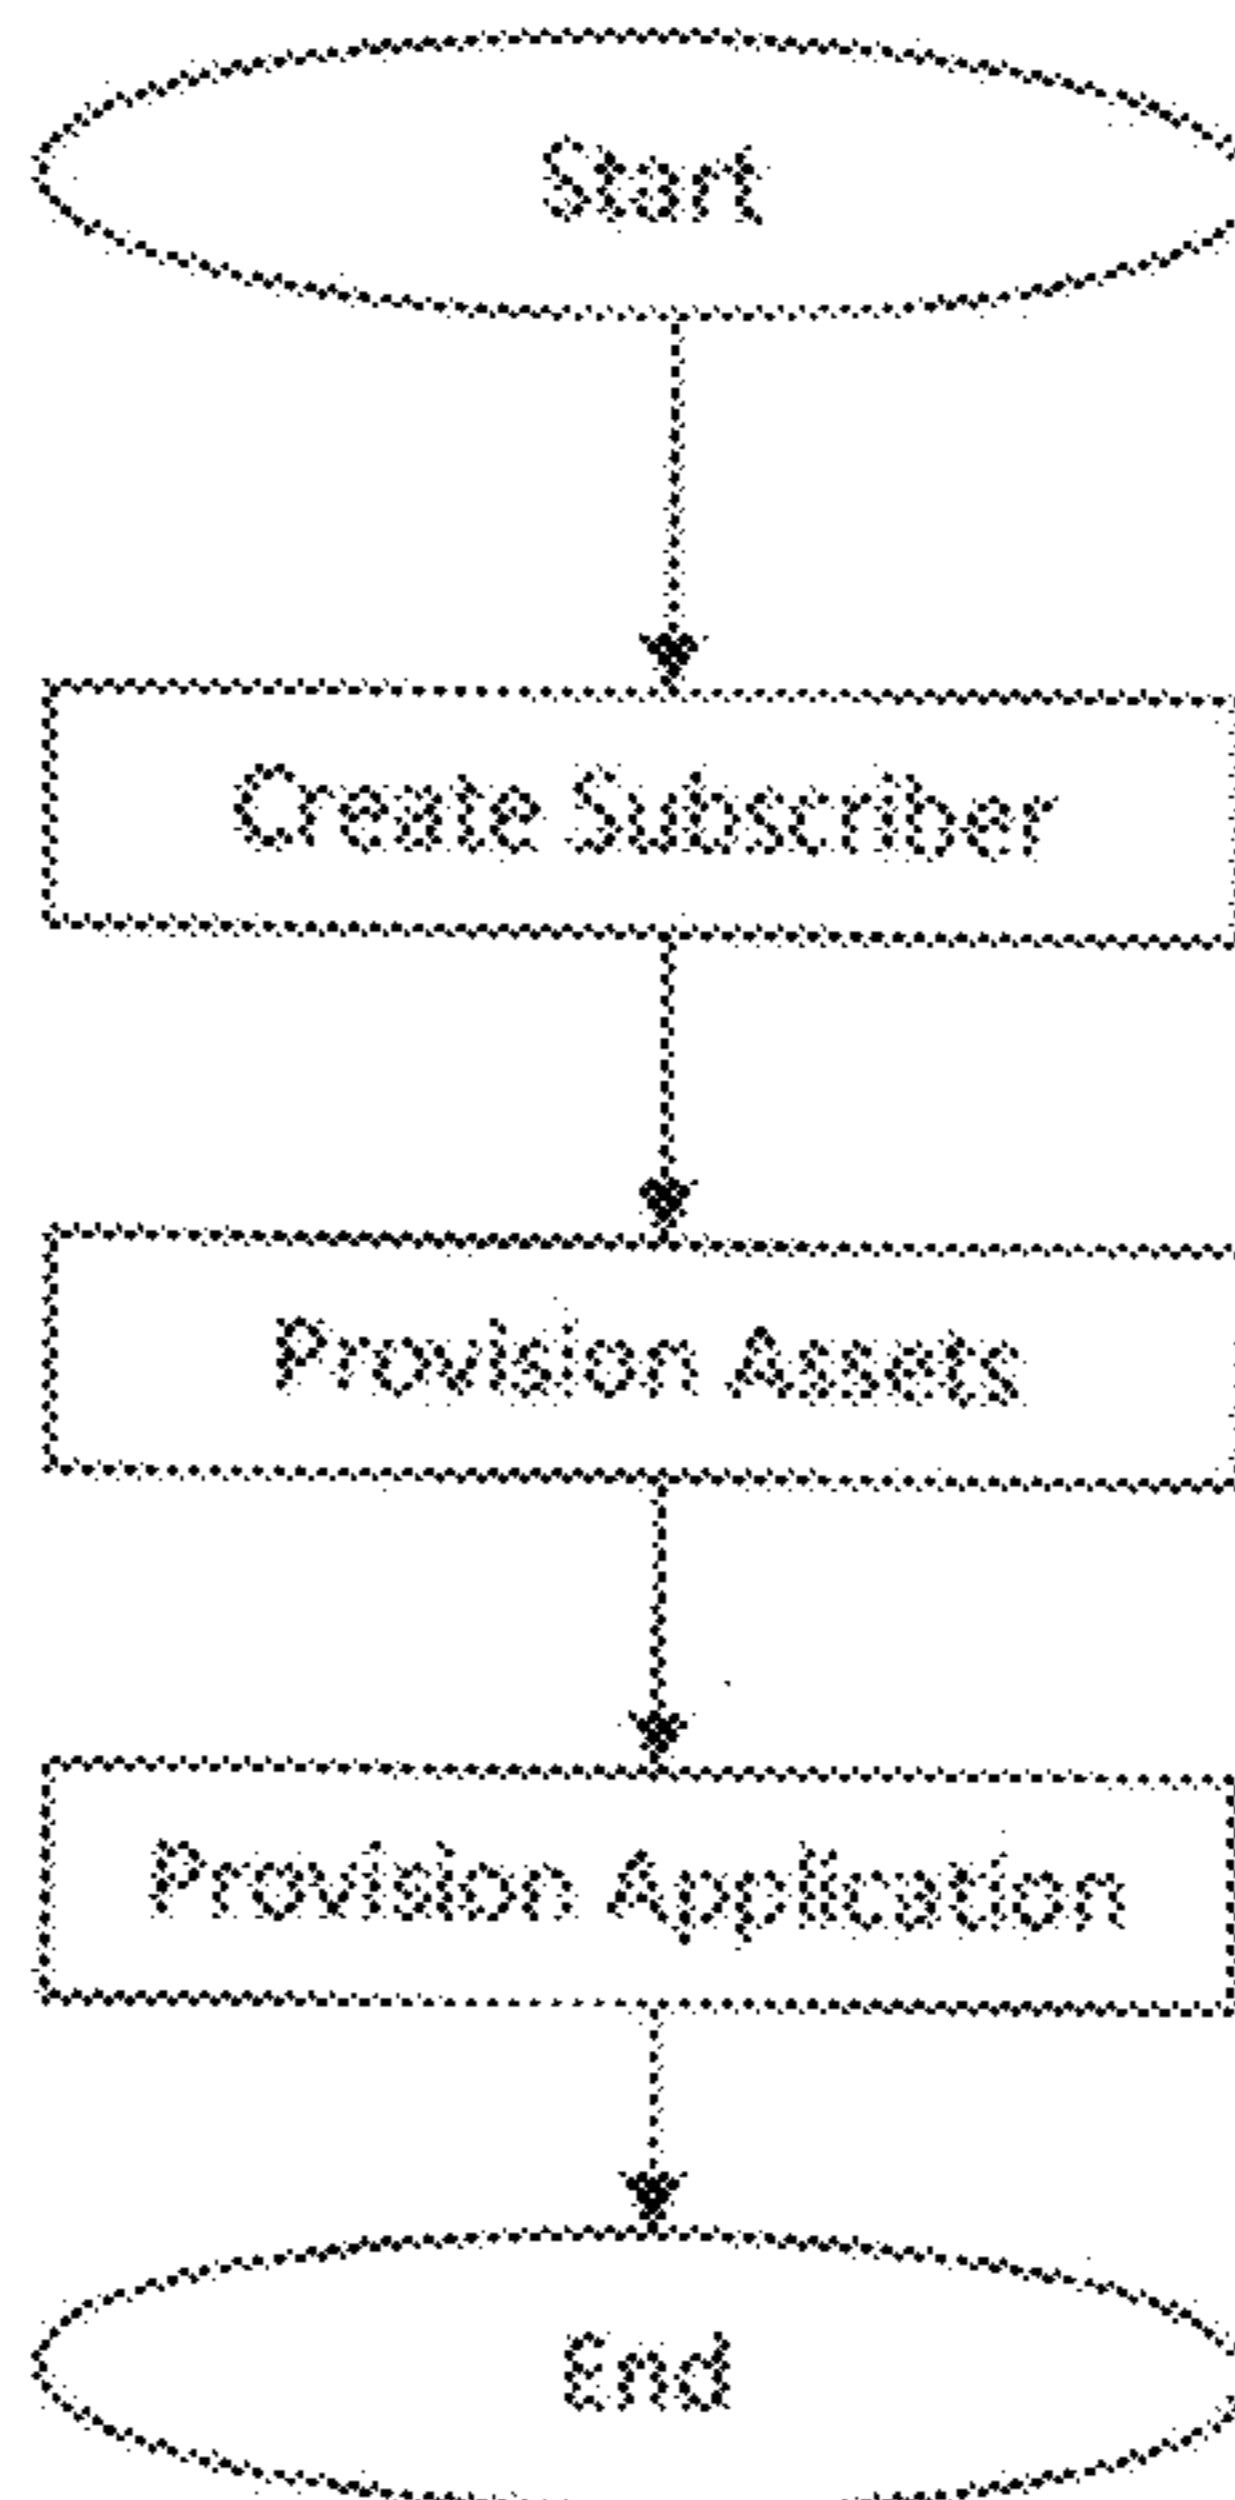 Start
Create Subscriber
Provision Assets
Provision Application
End